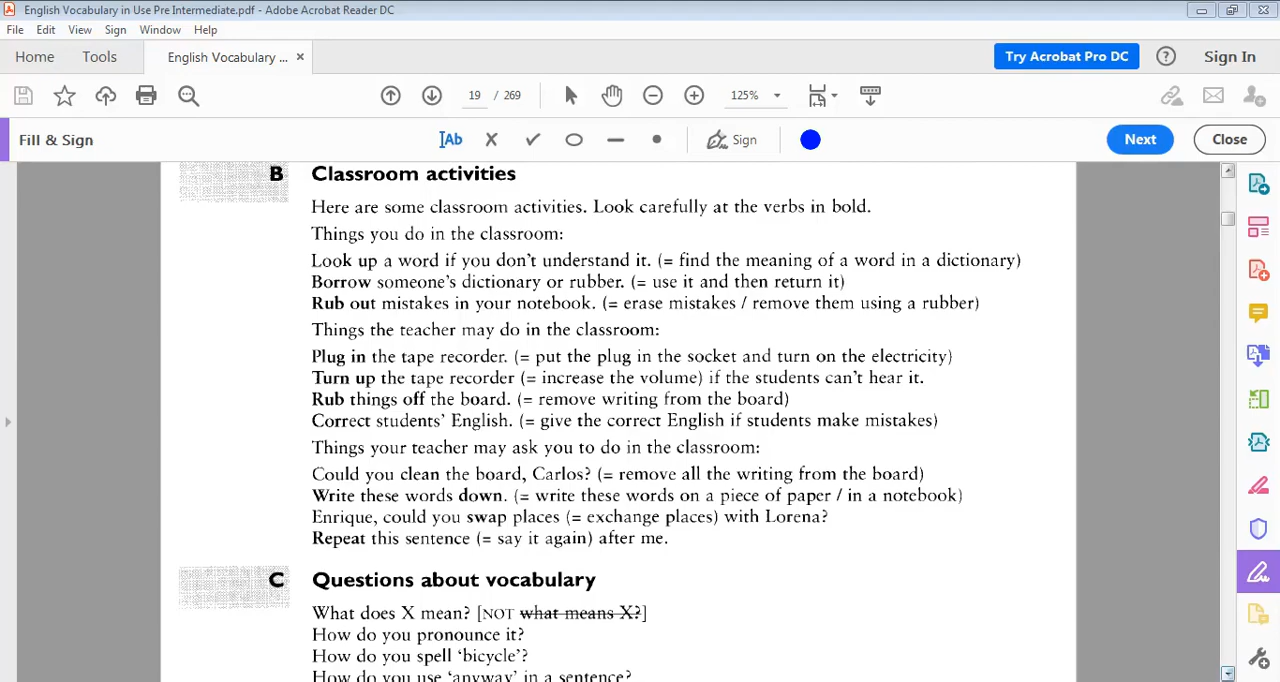 English Vocabulary in Use Pre Intermediate.pdf - Adobe Acrobat Reader DC
File Edit View Sign Window Help
Home Tools English Vocabulary ... × Try Acrobat Pro DC ? Sign In
19 / 269 125%
Fill & Sign Ab Sign Next Close
B Classroom activities
Here are some classroom activities. Look carefully at the verbs in bold.
Things you do in the classroom:
Look up a word if you don't understand it. (= find the meaning of a word in a dictionary)
Borrow someone's dictionary or rubber. (= use it and then return it)
Rub out mistakes in your notebook. (= erase mistakes / remove them using a rubber)
Things the teacher may do in the classroom:
Plug in the tape recorder. (= put the plug in the socket and turn on the electricity)
Turn up the tape recorder (= increase the volume) if the students can't hear it.
Rub things off the board. (= remove writing from the board)
Correct students' English. (= give the correct English if students make mistakes)
Things your teacher may ask you to do in the classroom:
Could you clean the board, Carlos? (= remove all the writing from the board)
Write these words down. (= write these words on a piece of paper / in a notebook)
Enrique, could you swap places (= exchange places) with Lorena?
Repeat this sentence (= say it again) after me.
C Questions about vocabulary
What does X mean? [NOT what means X?]
How do you pronounce it?
How do you spell 'bicycle'?
How do you use 'anyway' in a sentence?